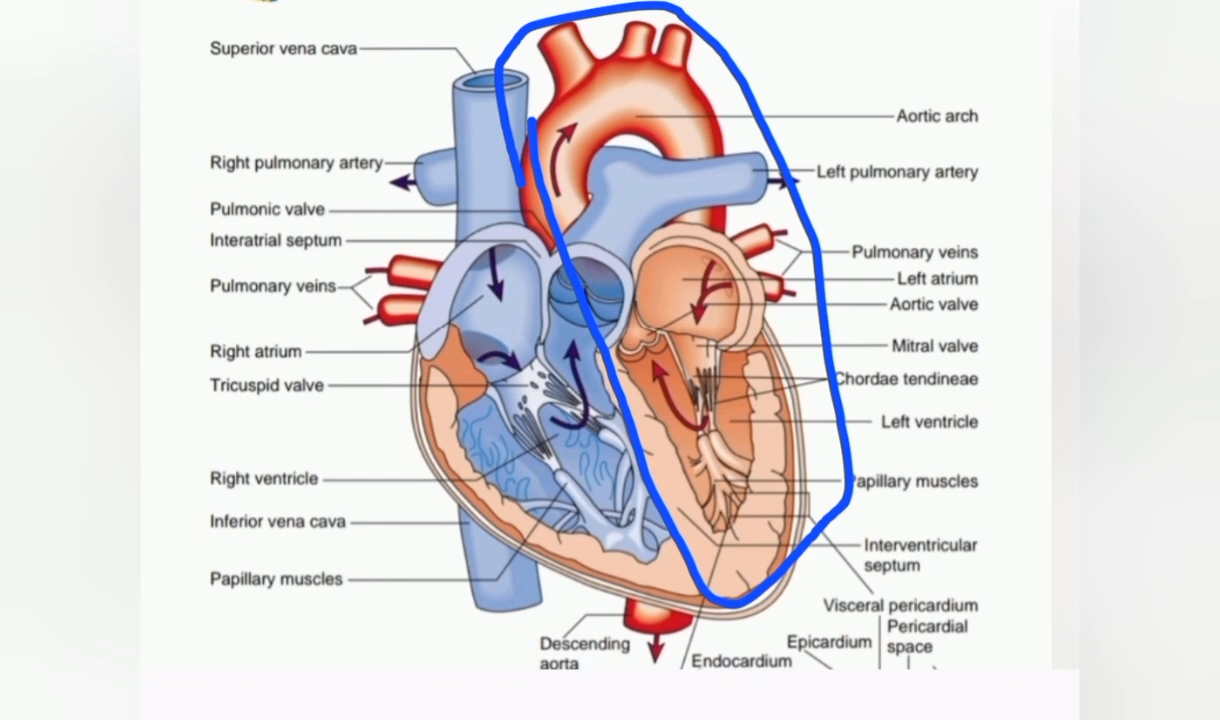 Superior vena cava
Right pulmonary artery
Pulmonic valve
Interatrial septum
Pulmonary veins
Right atrium
Tricuspid valve
Right ventricle
Inferior vena cava
Papillary muscles
Aortic arch
Left pulmonary artery
Pulmonary veins
Left atrium
Aortic valve
Mitral valve
Chordae tendineae
Left ventricle
apillary muscles
Interventricular
septum
Visceral pericardium
Pericardial
space
Epicardium
Endocardium
Descending
aorta